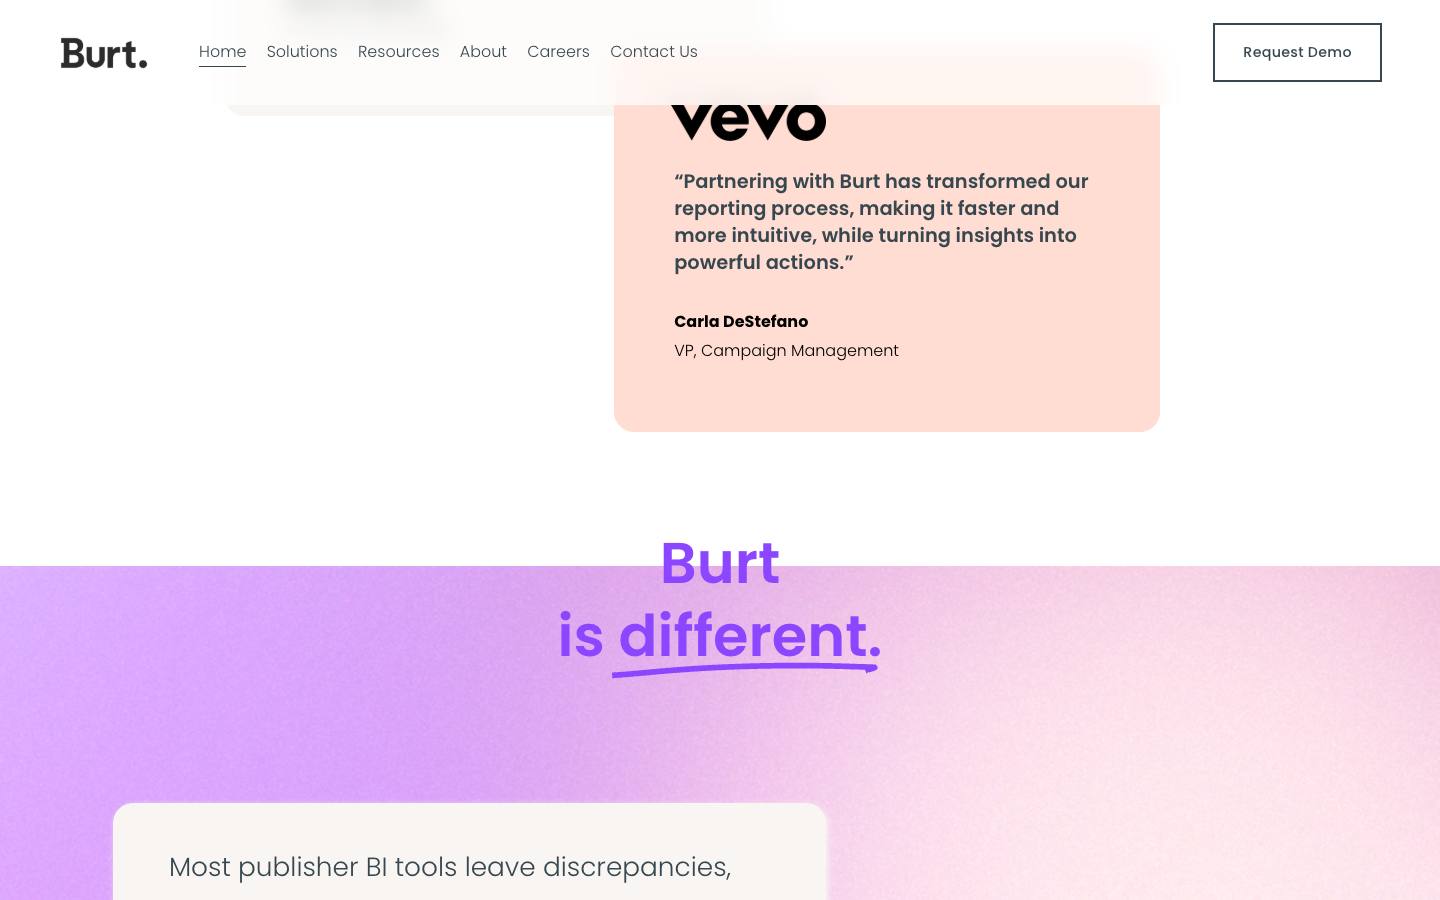 Burt.
Home Solutions Resources About Careers Contact Us
Request Demo
vevo
“Partnering with Burt has transformed our
reporting process, making it faster and
more intuitive, while turning insights into
powerful actions.”
Carla DeStefano
VP, Campaign Management
Burt
is different.
Most publisher BI tools leave discrepancies,